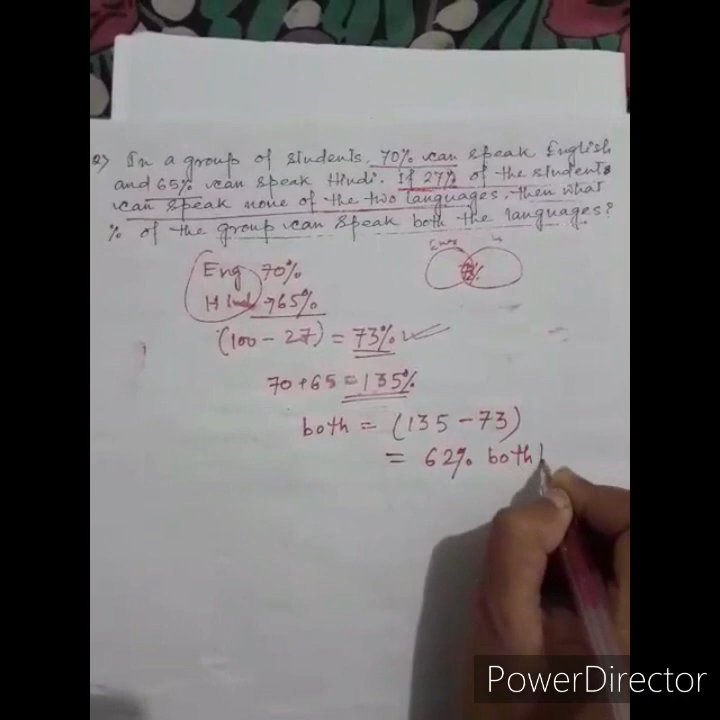 Q) In a group of students, 70% can speak English
and 65% can speak Hindi. If 27% of the students
can speak none of the two languages, then what
% of the group can speak both the languages?
Eng 70%
Hind → 65%
(100 - 27) = 73% ✓
70 + 65 = 135%
both = (135 - 73)
= 62% both
PowerDirector